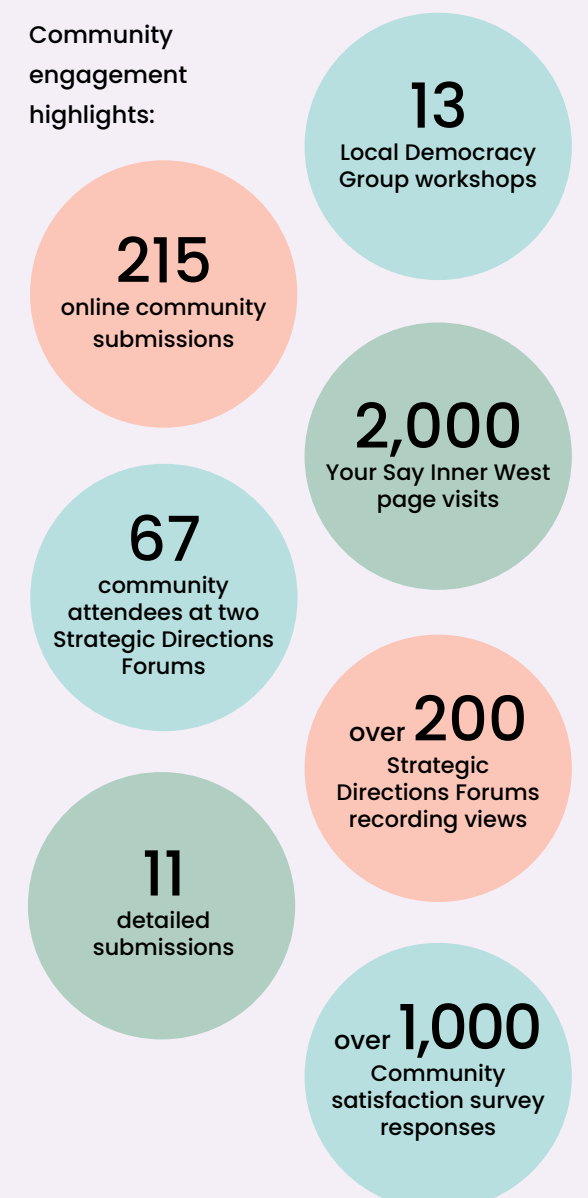 Community
engagement
highlights:
13
Local Democracy
Group workshops
215
online community
submissions
2,000
Your Say Inner West
page visits
67
community
attendees at two
Strategic Directions
Forums
over 200
Strategic
Directions Forums
recording views
11
detailed
submissions
over 1,000
Community
satisfaction survey
responses